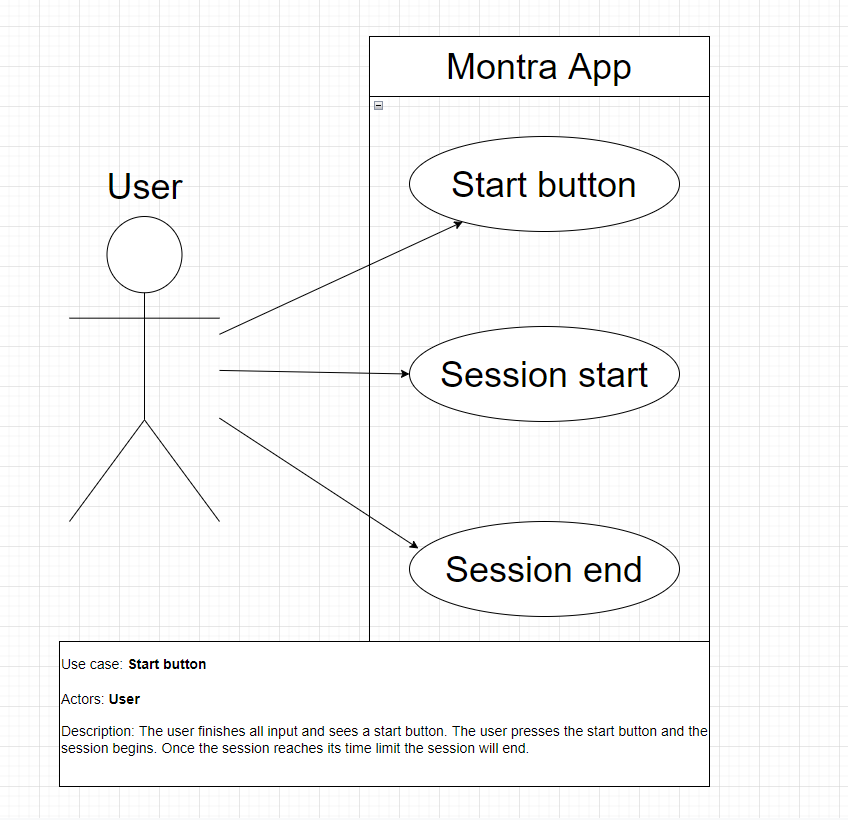 Montra App
User
Start button
Session start
Session end
Use case: Start button
Actors: User
Description: The user finishes all input and sees a start button. The user presses the start button and the
session begins. Once the session reaches its time limit the session will end.